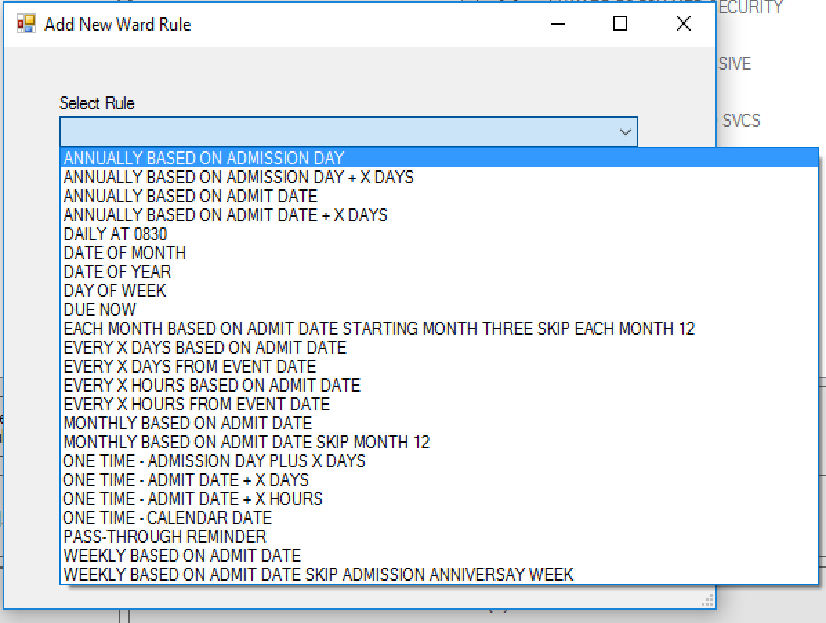 ECURITY
Add New Ward Rule
SIVE
Select Rule
SVCS
ANNUALLY BASED ON ADMISSION DAY
ANNUALLY BASED ON ADMISSION DAY + X DAYS
ANNUALLY BASED ON ADMIT DATE
ANNUALLY BASED ON ADMIT DATE + X DAYS
DAILY AT 0830
DATE OF MONTH
DATE OF YEAR
DAY OF WEEK
DUE NOW
EACH MONTH BASED ON ADMIT DATE STARTING MONTH THREE SKIP EACH MONTH 12
EVERY X DAYS BASED ON ADMIT DATE
EVERY X DAYS FROM EVENT DATE
EVERY X HOURS BASED ON ADMIT DATE
EVERY X HOURS FROM EVENT DATE
MONTHLY BASED ON ADMIT DATE
MONTHLY BASED ON ADMIT DATE SKIP MONTH 12
ONE TIME - ADMISSION DAY PLUS X DAYS
ONE TIME - ADMIT DATE + X DAYS
ONE TIME - ADMIT DATE + X HOURS
ONE TIME - CALENDAR DATE
PASS-THROUGH REMINDER
WEEKLY BASED ON ADMIT DATE
WEEKLY BASED ON ADMIT DATE SKIP ADMISSION ANNIVERSAY WEEK